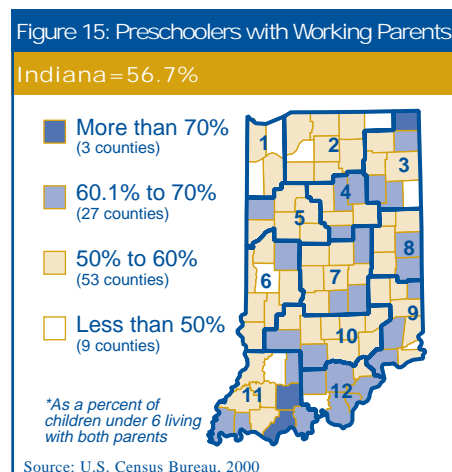 Figure 15: Preschoolers with Working Parents
Indiana=56.7%
More than 70%
(3 counties)
60.1% to 70%
(27 counties)
50% to 60%
(53 counties)
Less than 50%
(9 counties)
*As a percent of
children under 6 living
with both parents
1
2
3
4
5
6
7
8
9
10
11
12
Source: U.S. Census Bureau, 2000